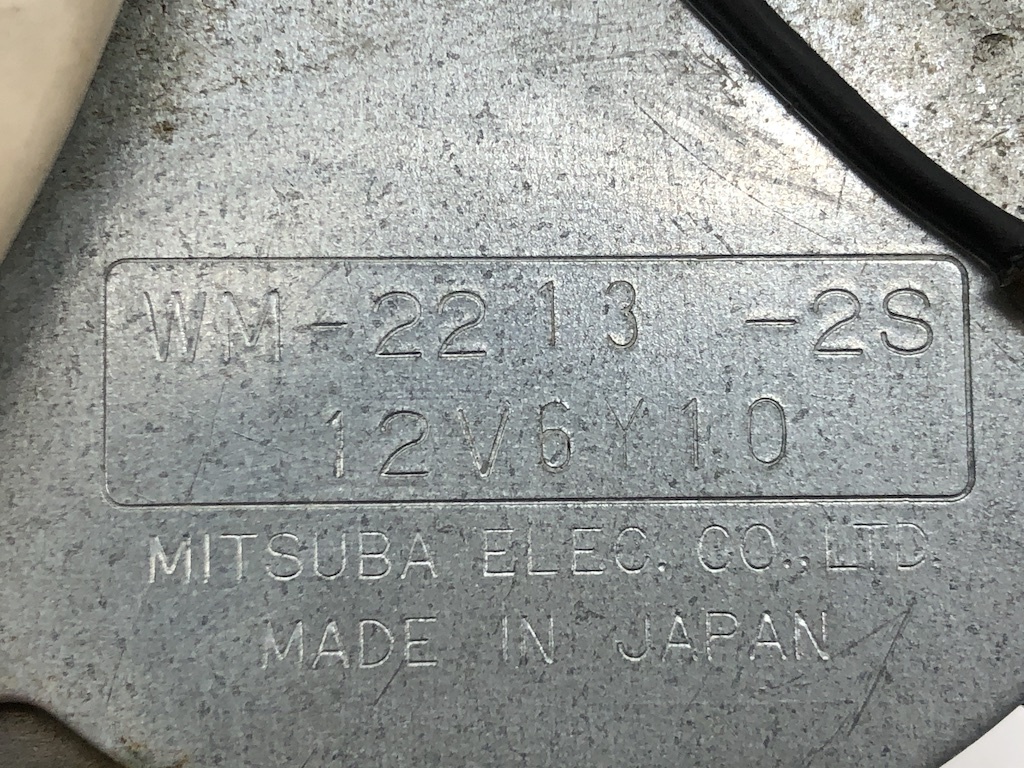 WM-2213 -2S
12V6Y10
MITSUBA ELEC. CO.,LTD.
MADE IN JAPAN